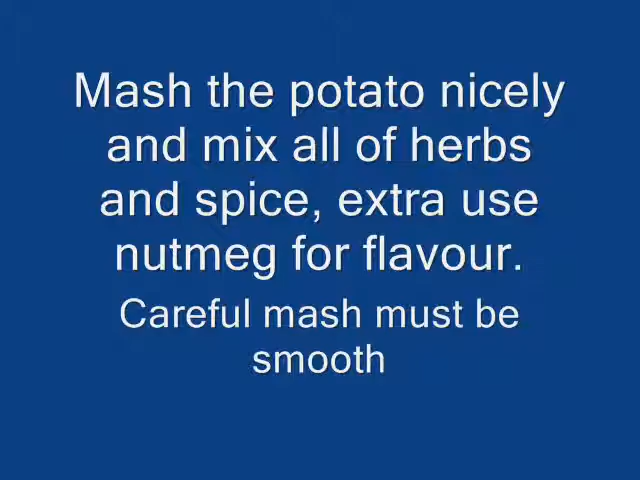 Mash the potato nicely
and mix all of herbs
and spice, extra use
nutmeg for flavour.
Careful mash must be
smooth